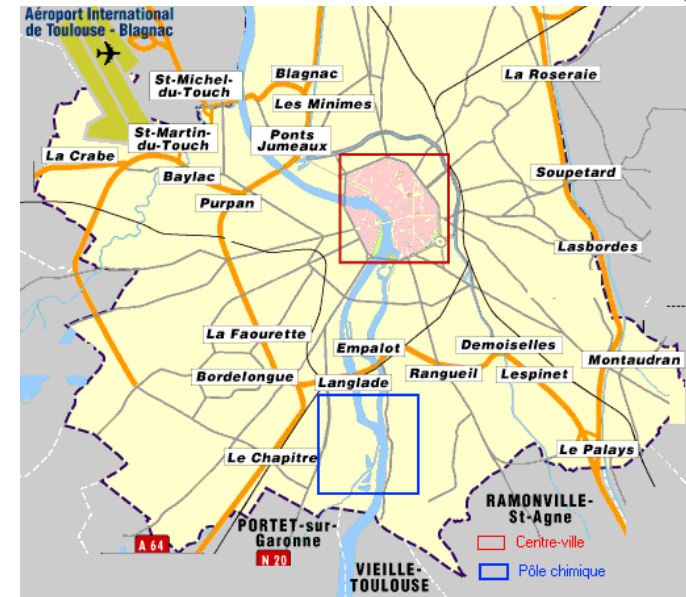 Aéroport International
de Toulouse - Blagnac
St-Michel-
du-Touch
Blagnac
La Roseraie
Les Minimes
St-Martin-
du-Touch
Ponts
Jumeaux
La Crabe
Baylac
Soupetard
Purpan
Lasbordes
La Faourette
Empalot
Demoiselles
Montaudran
Bordelongue
Langlade
Rangueil
Lespinet
Le Chapitre
Le Palays
RAMONVILLE-
St-Agne
PORTET-sur-
Garonne
A 64
N 20
VIEILLE-
TOULOUSE
Centre-ville
Pôle chimique